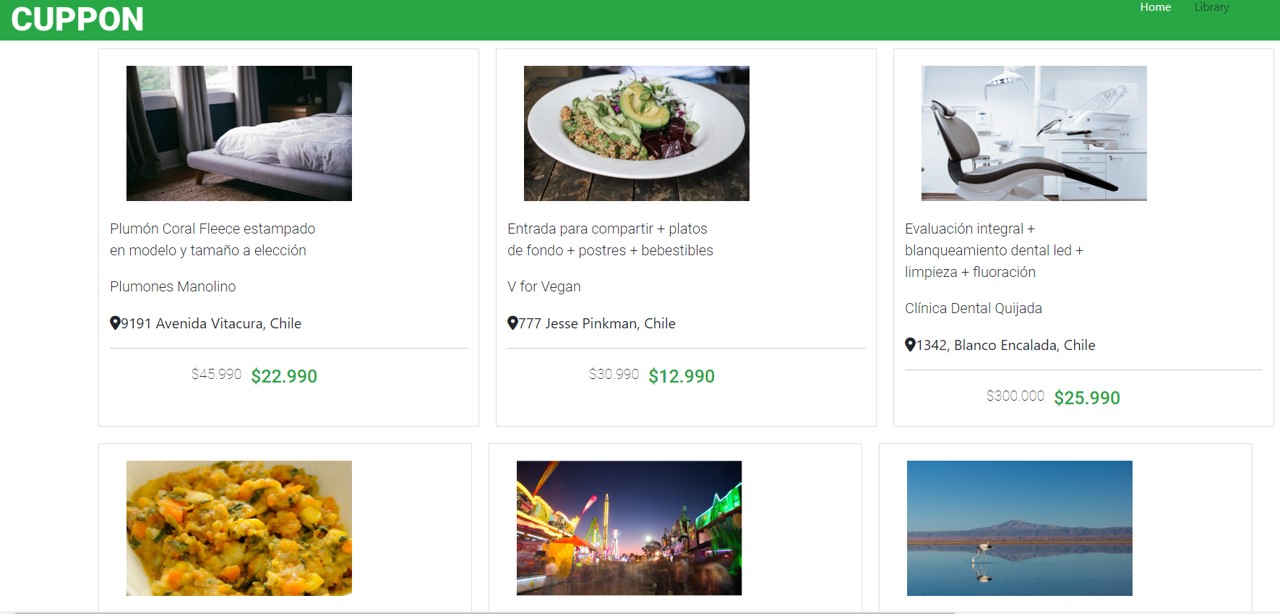 CUPPON
Home
Library
Plumón Coral Fleece estampado
en modelo y tamaño a elección
Plumones Manolino
9191 Avenida Vitacura, Chile
$45.990 $22.990
Entrada para compartir + platos
de fondo + postres + bebestibles
V for Vegan
777 Jesse Pinkman, Chile
$30.990 $12.990
Evaluación integral +
blanqueamiento dental led +
limpieza + fluoración
Clínica Dental Quijada
1342, Blanco Encalada, Chile
$300.000 $25.990